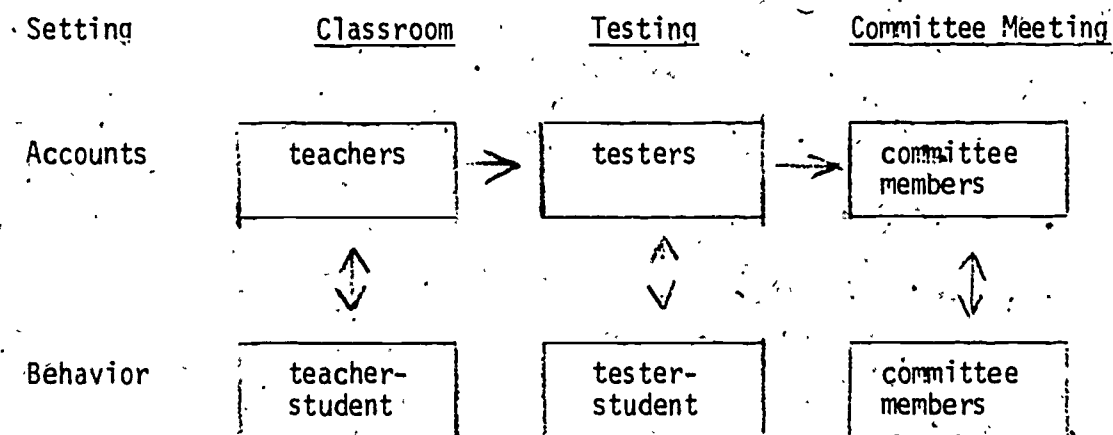 Setting Classroom Testing Committee Meeting
Accounts teachers testers committee
members
Behavior teacher- tester- committee
student student members